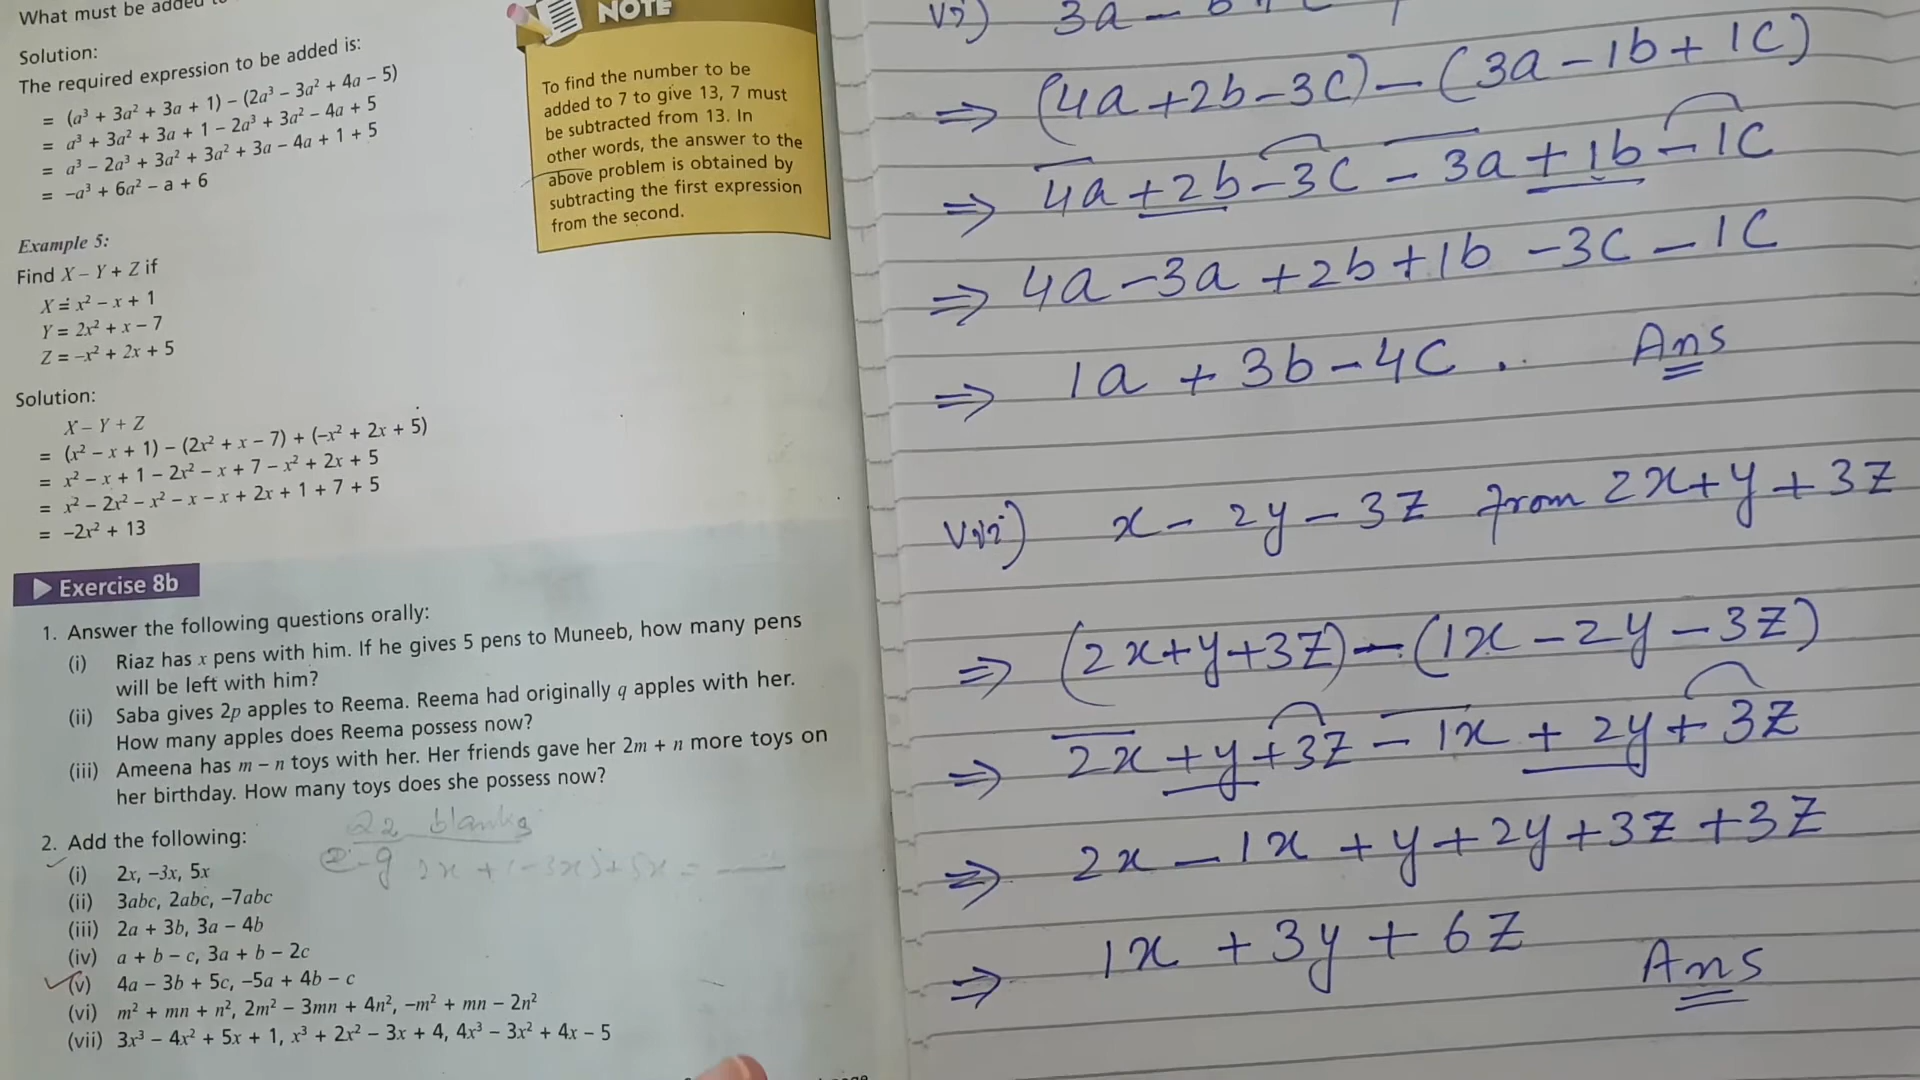 What must be added
Solution:
The required expression to be added is:
= (a³ + 3a² + 3a + 1) – (2a³ – 3a² + 4a – 5)
= a³ + 3a² + 3a + 1 – 2a³ + 3a² – 4a + 5
= a³ – 2a³ + 3a² + 3a² + 3a – 4a + 1 + 5
= –a³ + 6a² – a + 6
NOTE
To find the number to be
added to 7 to give 13, 7 must
be subtracted from 13. In
other words, the answer to the
above problem is obtained by
subtracting the first expression
from the second.
Example 5:
Find X – Y + Z if
X = x² – x + 1
Y = 2x² + x – 7
Z = –x² + 2x + 5
Solution:
X – Y + Z
= (x² – x + 1) – (2x² + x – 7) + (–x² + 2x + 5)
= x² – x + 1 – 2x² – x + 7 – x² + 2x + 5
= x² – 2x² – x² – x – x + 2x + 1 + 7 + 5
= –2x² + 13
Exercise 8b
1. Answer the following questions orally:
(i) Riaz has x pens with him. If he gives 5 pens to Muneeb, how many pens
will be left with him?
(ii) Saba gives 2p apples to Reema. Reema had originally q apples with her.
How many apples does Reema possess now?
(iii) Ameena has m – n toys with her. Her friends gave her 2m + n more toys on
her birthday. How many toys does she possess now?
2. Add the following:
(i) 2x, –3x, 5x
(ii) 3abc, 2abc, –7abc
(iii) 2a + 3b, 3a – 4b
(iv) a + b – c, 3a + b – 2c
(v) 4a – 3b + 5c, –5a + 4b – c
(vi) m² + mn + n², 2m² – 3mn + 4n², –m² + mn – 2n²
(vii) 3x³ – 4x² + 5x + 1, x³ + 2x² – 3x + 4, 4x³ – 3x² + 4x – 5
blanks
e-g 2x + (-3x) + 5x = ___
vi) 3a – b + c
⇒ (4a + 2b – 3c) – (3a – 1b + 1c)
⇒ 4a + 2b – 3c – 3a + 1b – 1c
⇒ 4a – 3a + 2b + 1b – 3c – 1c
⇒ 1a + 3b – 4c . Ans
vii) x – 2y – 3z from 2x + y + 3z
⇒ (2x + y + 3z) – (1x – 2y – 3z)
⇒ 2x + y + 3z – 1x + 2y + 3z
⇒ 2x – 1x + y + 2y + 3z + 3z
⇒ 1x + 3y + 6z Ans